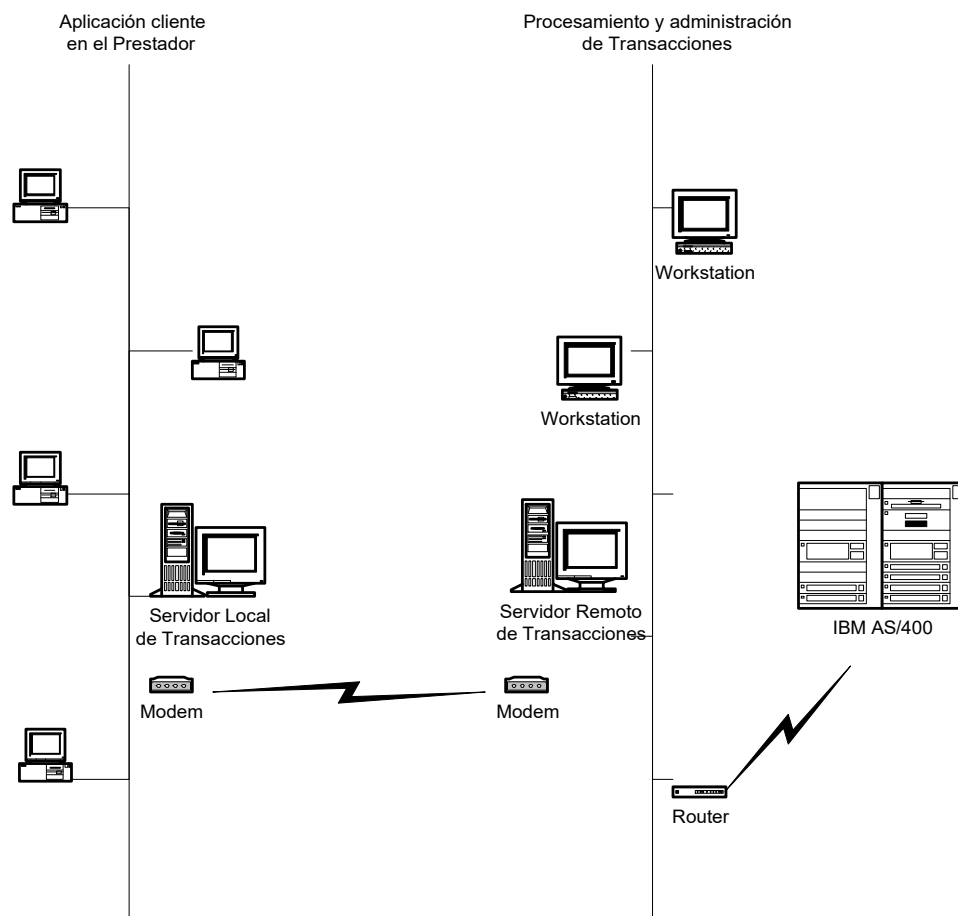 Aplicación cliente
en el Prestador
Procesamiento y administración
de Transacciones
Workstation
Workstation
Servidor Local
de Transacciones
Servidor Remoto
de Transacciones
IBM AS/400
Modem
Modem
Router